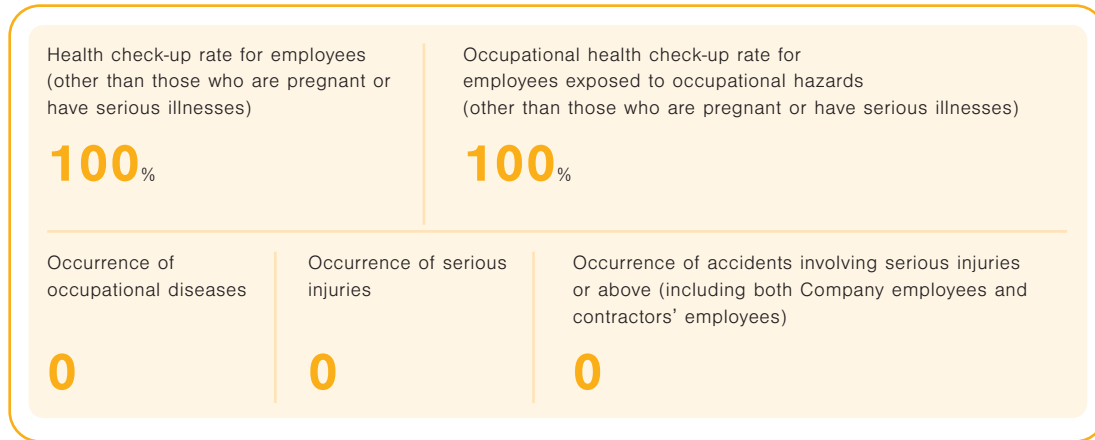 Health check-up rate for employees
(other than those who are pregnant or
have serious illnesses)
100%
Occupational health check-up rate for
employees exposed to occupational hazards
(other than those who are pregnant or have serious illnesses)
100%
Occurrence of
occupational diseases
0
Occurrence of serious
injuries
0
Occurrence of accidents involving serious injuries
or above (including both Company employees and
contractors’ employees)
0